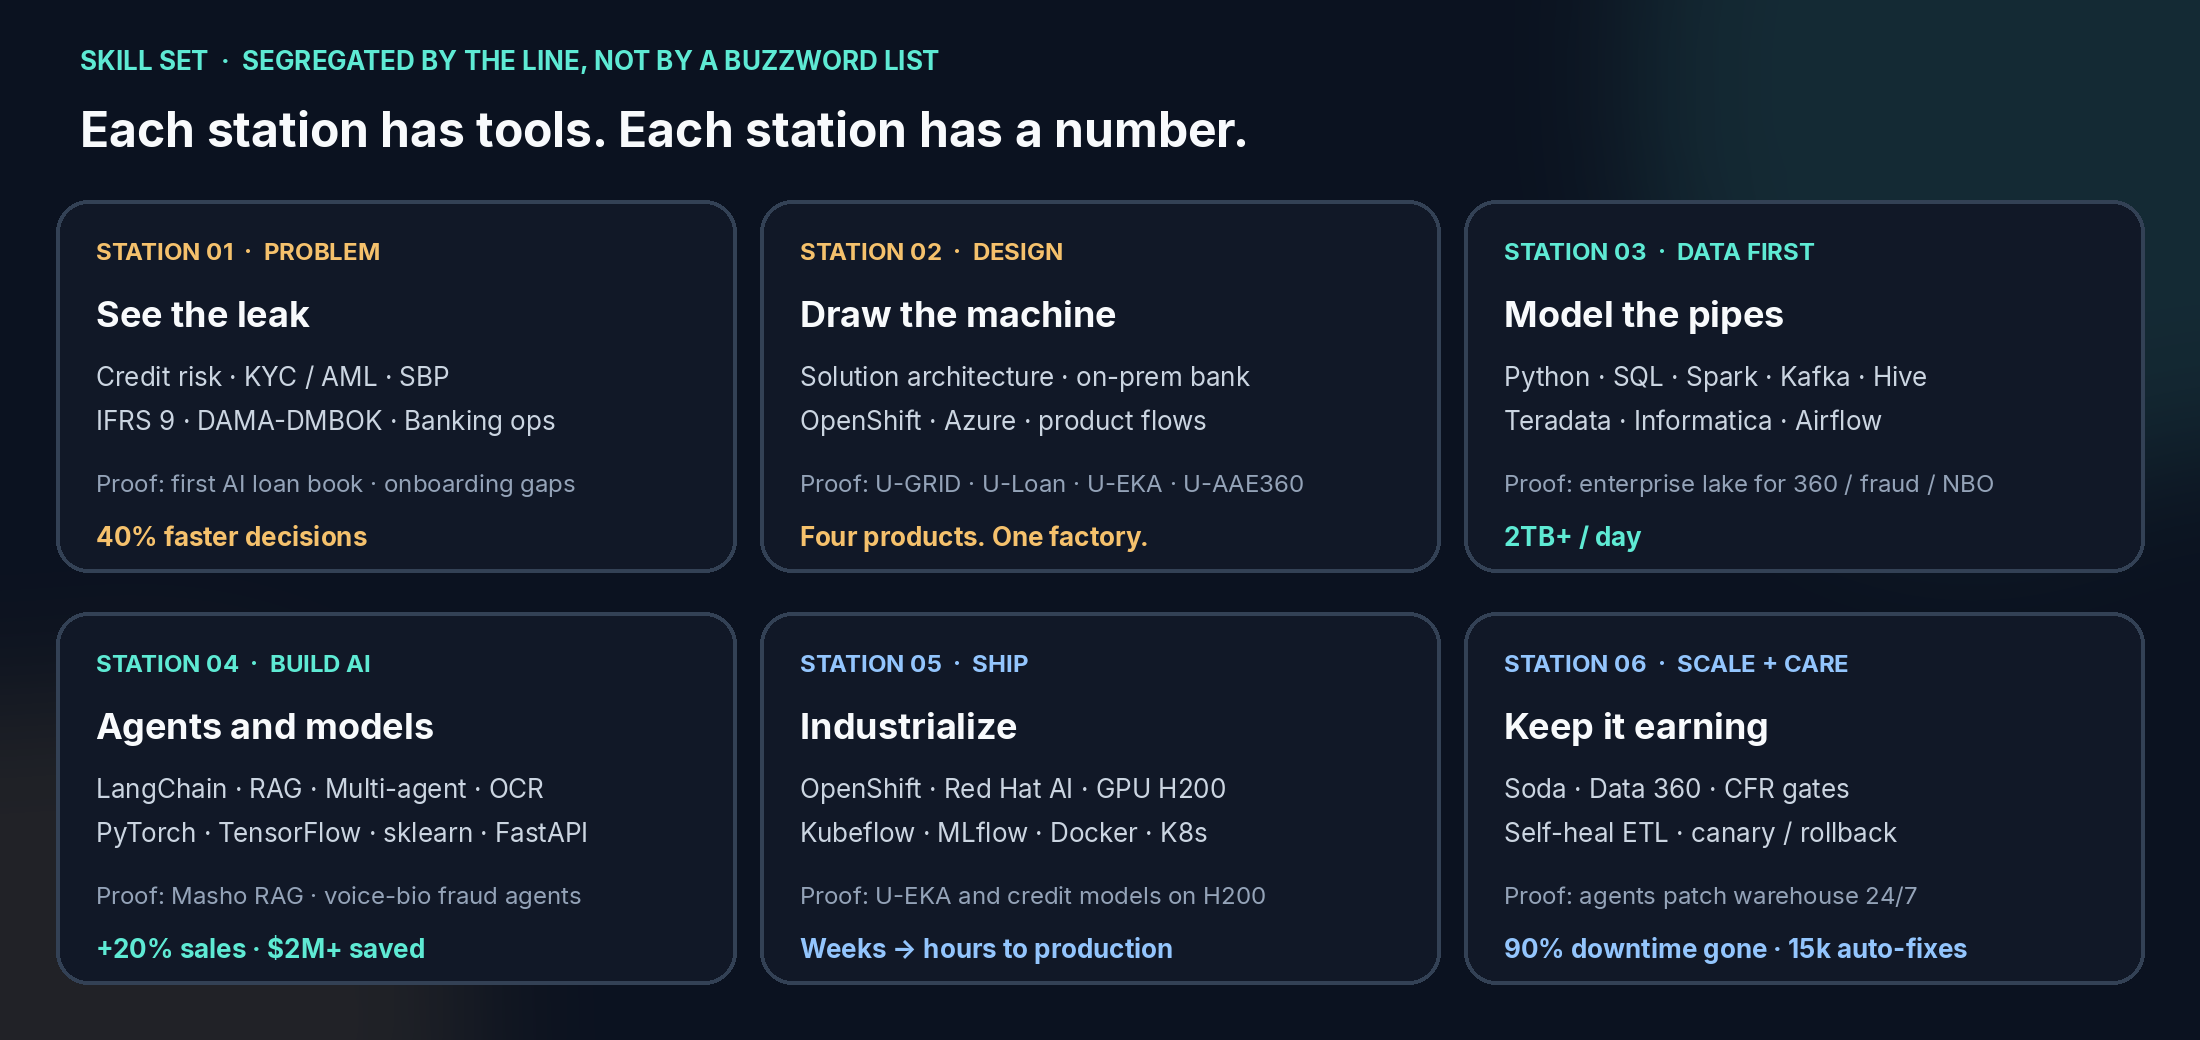 SKILL SET · SEGREGATED BY THE LINE, NOT BY A BUZZWORD LIST
Each station has tools. Each station has a number.
STATION 01 · PROBLEM
See the leak
Credit risk · KYC / AML · SBP
IFRS 9 · DAMA-DMBOK · Banking ops
Proof: first AI loan book · onboarding gaps
40% faster decisions
STATION 02 · DESIGN
Draw the machine
Solution architecture · on-prem bank
OpenShift · Azure · product flows
Proof: U-GRID · U-Loan · U-EKA · U-AAE360
Four products. One factory.
STATION 03 · DATA FIRST
Model the pipes
Python · SQL · Spark · Kafka · Hive
Teradata · Informatica · Airflow
Proof: enterprise lake for 360 / fraud / NBO
2TB+ / day
STATION 04 · BUILD AI
Agents and models
LangChain · RAG · Multi-agent · OCR
PyTorch · TensorFlow · sklearn · FastAPI
Proof: Masho RAG · voice-bio fraud agents
+20% sales · $2M+ saved
STATION 05 · SHIP
Industrialize
OpenShift · Red Hat AI · GPU H200
Kubeflow · MLflow · Docker · K8s
Proof: U-EKA and credit models on H200
Weeks → hours to production
STATION 06 · SCALE + CARE
Keep it earning
Soda · Data 360 · CFR gates
Self-heal ETL · canary / rollback
Proof: agents patch warehouse 24/7
90% downtime gone · 15k auto-fixes